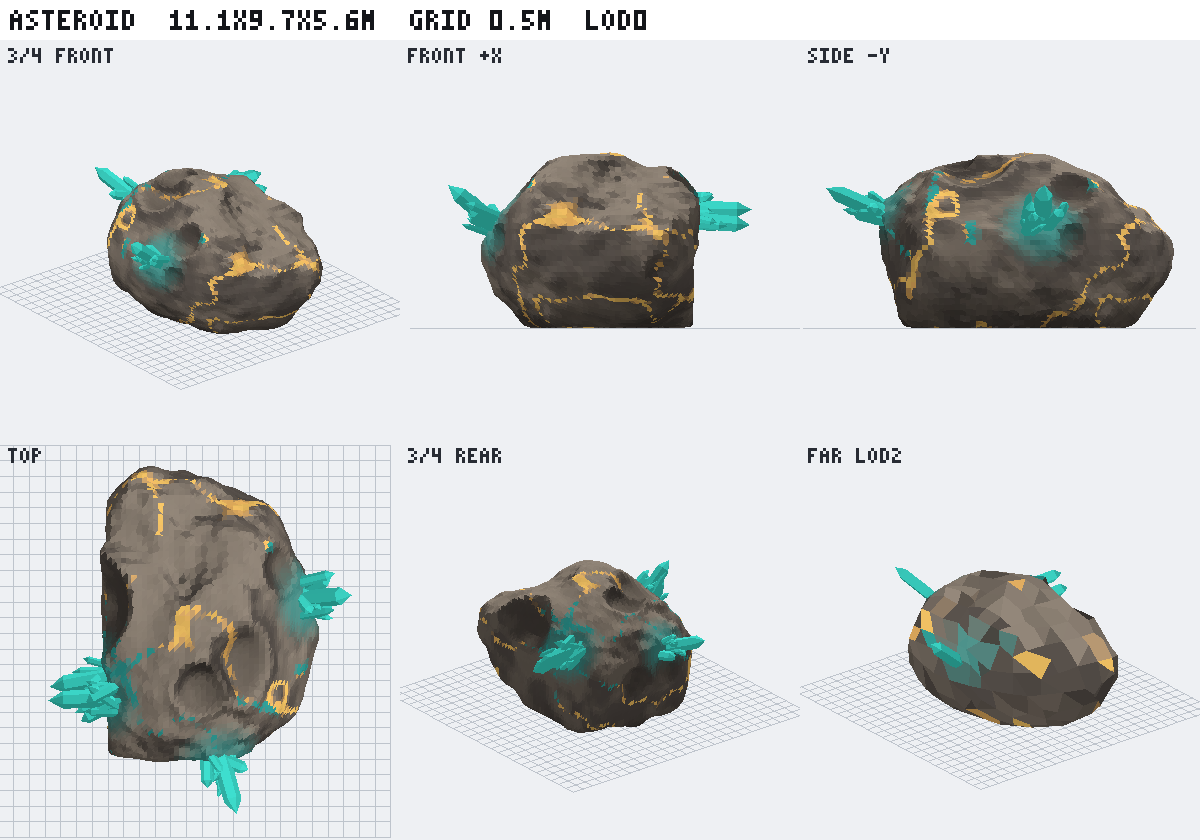 ASTEROID 11.1X9.7X5.6M GRID 0.5M LOD0
3/4 FRONT
FRONT +X
SIDE -Y
TOP
3/4 REAR
FAR LOD2